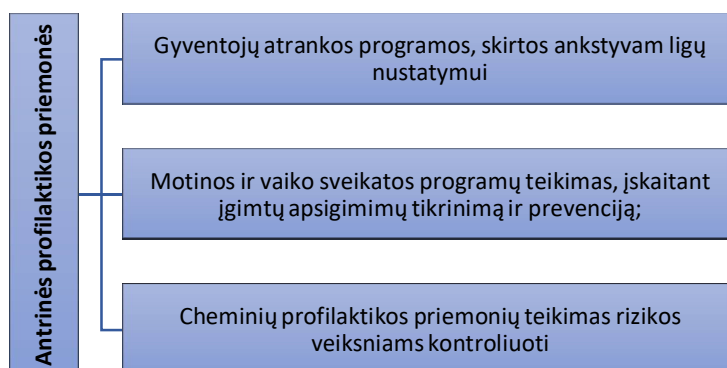 Antrinės profilaktikos priemonės
Gyventojų atrankos programos, skirtos ankstyvam ligų
nustatymui
Motinos ir vaiko sveikatos programų teikimas, įskaitant
įgimtų apsigimimų tikrinimą ir prevenciją;
Cheminių profilaktikos priemonių teikimas rizikos
veiksniams kontroliuoti